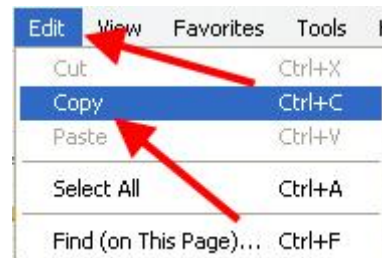 Edit View Favorites Tools
Cut Ctrl+X
Copy Ctrl+C
Paste Ctrl+V
Select All Ctrl+A
Find (on This Page)... Ctrl+F